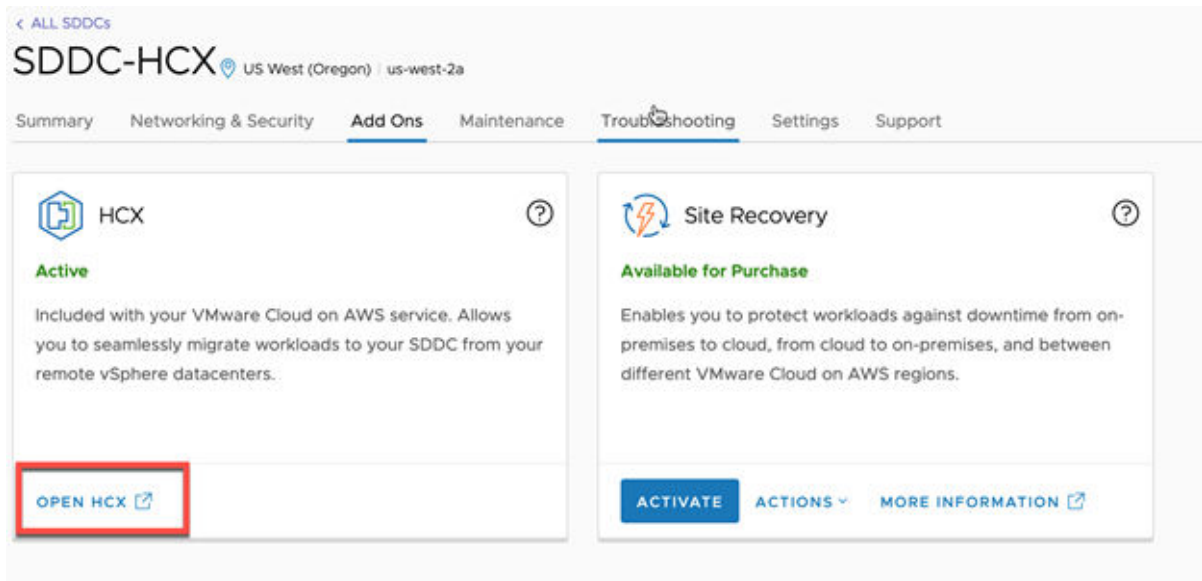 < ALL SDDCs
SDDC-HCX US West (Oregon) | us-west-2a
Summary Networking & Security Add Ons Maintenance Troubleshooting Settings Support
HCX ?
Active
Included with your VMware Cloud on AWS service. Allows
you to seamlessly migrate workloads to your SDDC from your
remote vSphere datacenters.
OPEN HCX
Site Recovery ?
Available for Purchase
Enables you to protect workloads against downtime from on-
premises to cloud, from cloud to on-premises, and between
different VMware Cloud on AWS regions.
ACTIVATE ACTIONS MORE INFORMATION